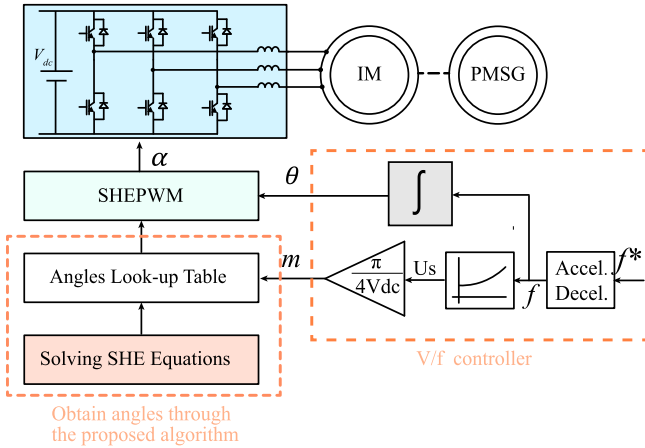 V_dc
IM
PMSG
α
SHEPWM
θ
∫
Angles Look-up Table
m
π
4Vdc
Us
f
Accel.
Decel.
f*
Solving SHE Equations
V/f controller
Obtain angles through
the proposed algorithm